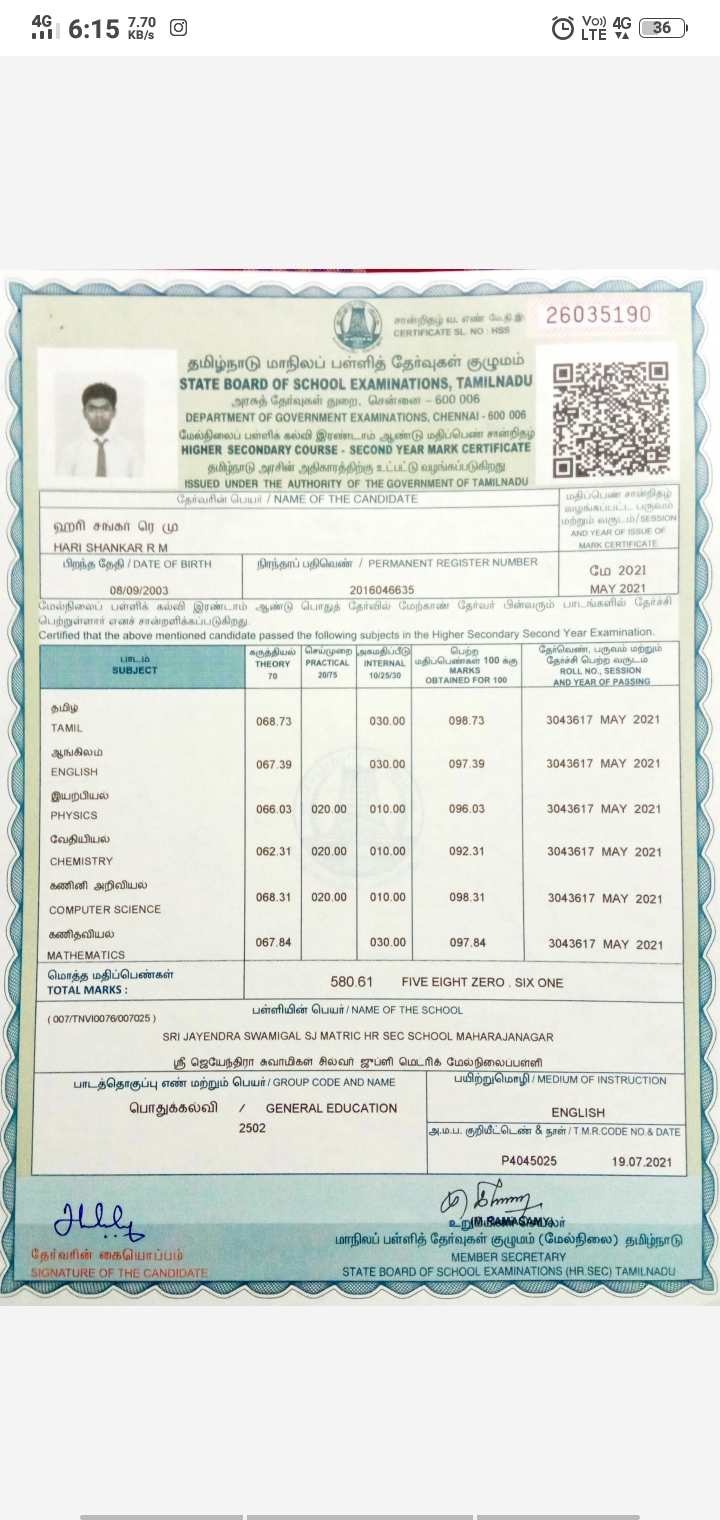 4G 6:15 7.70 KB/s Vo)) LTE 4G 36
சான்றிதழ் வ. எண் மே.நி.இ.
CERTIFICATE SL. NO : HSS
26035190
தமிழ்நாடு மாநிலப் பள்ளித் தேர்வுகள் குழுமம்
STATE BOARD OF SCHOOL EXAMINATIONS, TAMILNADU
அரசுத் தேர்வுகள் துறை, சென்னை – 600 006
DEPARTMENT OF GOVERNMENT EXAMINATIONS, CHENNAI - 600 006
மேல்நிலைப் பள்ளிக் கல்வி இரண்டாம் ஆண்டு மதிப்பெண் சான்றிதழ்
HIGHER SECONDARY COURSE - SECOND YEAR MARK CERTIFICATE
தமிழ்நாடு அரசின் அதிகாரத்திற்கு உட்பட்டு வழங்கப்படுகிறது
ISSUED UNDER THE AUTHORITY OF THE GOVERNMENT OF TAMILNADU
தேர்வரின் பெயர் / NAME OF THE CANDIDATE
ஹரி சங்கர் ரெ மு
HARI SHANKAR R M
மதிப்பெண் சான்றிதழ்
வழங்கப்பட்ட பருவம்
மற்றும் வருடம்/SESSION
AND YEAR OF ISSUE OF
MARK CERTIFICATE
மே 2021
MAY 2021
பிறந்த தேதி / DATE OF BIRTH
08/09/2003
நிரந்தரப் பதிவெண் / PERMANENT REGISTER NUMBER
2016046635
மேல்நிலைப் பள்ளிக் கல்வி இரண்டாம் ஆண்டு பொதுத் தேர்வில் மேற்காண் தேர்வர் பின்வரும் பாடங்களில் தேர்ச்சி
பெற்றுள்ளார் எனச் சான்றளிக்கப்படுகிறது.
Certified that the above mentioned candidate passed the following subjects in the Higher Secondary Second Year Examination.
பாடம்
SUBJECT
கருத்தியல்
THEORY
70
செய்முறை
PRACTICAL
20/75
அகமதிப்பீடு
INTERNAL
10/25/30
பெற்ற
மதிப்பெண்கள் 100 க்கு
MARKS
OBTAINED FOR 100
தேர்வெண், பருவம் மற்றும்
தேர்ச்சி பெற்ற வருடம்
ROLL NO., SESSION
AND YEAR OF PASSING
தமிழ்
TAMIL 068.73 030.00 098.73 3043617 MAY 2021
ஆங்கிலம்
ENGLISH 067.39 030.00 097.39 3043617 MAY 2021
இயற்பியல்
PHYSICS 066.03 020.00 010.00 096.03 3043617 MAY 2021
வேதியியல்
CHEMISTRY 062.31 020.00 010.00 092.31 3043617 MAY 2021
கணினி அறிவியல்
COMPUTER SCIENCE 068.31 020.00 010.00 098.31 3043617 MAY 2021
கணிதவியல்
MATHEMATICS 067.84 030.00 097.84 3043617 MAY 2021
மொத்த மதிப்பெண்கள்
TOTAL MARKS : 580.61 FIVE EIGHT ZERO . SIX ONE
பள்ளியின் பெயர் / NAME OF THE SCHOOL
( 007/TNVI0076/007025 )
SRI JAYENDRA SWAMIGAL SJ MATRIC HR SEC SCHOOL MAHARAJANAGAR
ஸ்ரீ ஜெயேந்திரா சுவாமிகள் சில்வர் ஜுப்ளி மெட்ரிக் மேல்நிலைப்பள்ளி
பாடத்தொகுப்பு எண் மற்றும் பெயர் / GROUP CODE AND NAME
பொதுக்கல்வி / GENERAL EDUCATION
2502
பயிற்றுமொழி / MEDIUM OF INSTRUCTION
ENGLISH
அ.ம.ப. குறியீட்டெண் & நாள் / T.M.R.CODE NO.& DATE
P4045025 19.07.2021
தேர்வரின் கையொப்பம்
SIGNATURE OF THE CANDIDATE
(M.RAMASAMY)
மாநிலப் பள்ளித் தேர்வுகள் குழுமம் (மேல்நிலை) தமிழ்நாடு
MEMBER SECRETARY
STATE BOARD OF SCHOOL EXAMINATIONS (HR.SEC) TAMILNADU